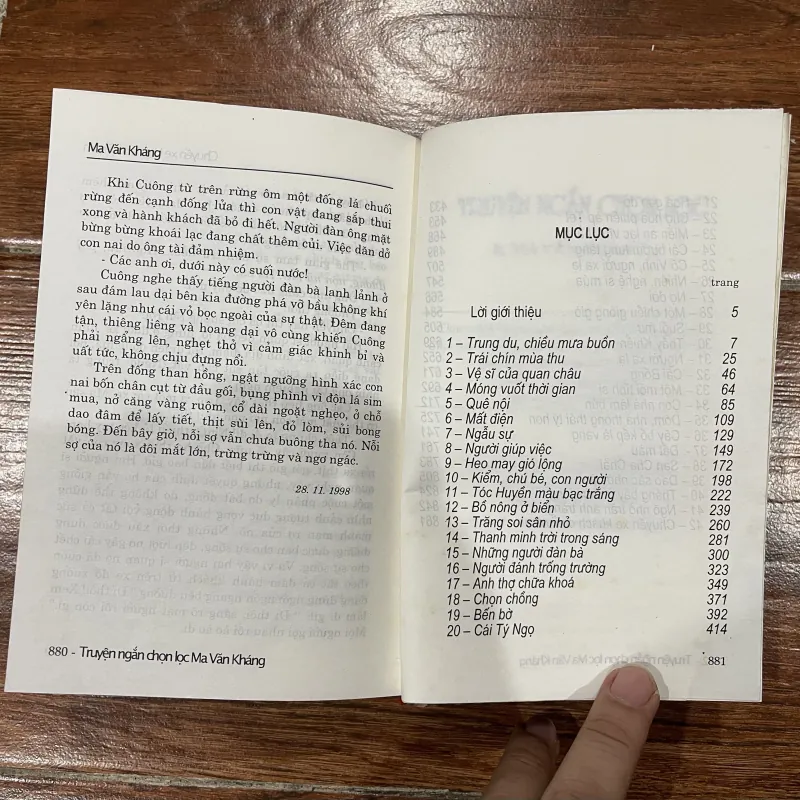 Ma Văn Kháng
Khi Cuông từ trên rừng ôm một đống lá chuối
rừng đến cạnh đống lửa thì con vật đang sắp thui
xong và hành khách đã bỏ đi hết. Người đàn ông mặt
bừng bừng khoái lạc đang chất thêm củi. Việc dân dở
con nai do ông tài đảm nhiệm.
- Các anh ơi, dưới này có suối nước!
Cuông nghe thấy tiếng người đàn bà lanh lảnh ở
sau đám lau dại bên kia đường phá vỡ bầu không khí
yên lặng như cái vỏ bọc ngoài của sự thật. Đêm đang
tận, thiêng liêng và hoang dại vô cùng khiến Cuông
phải ngẩng lên, nghẹt thở vì cảm giác khinh bỉ và
uất tức, không chịu đựng nổi.
Trên đống than hồng, ngật ngưỡng hình xác con
nai bốn chân cụt từ đầu gối, bụng phình vì độn lá sim
mua, nở căng vàng ruộm, cổ dài ngoặt nghẹo, ở chỗ
dao đâm để lấy tiết, thịt sùi lên, đỏ lòm, sủi bong
bóng. Đến bây giờ, nỗi sợ vẫn chưa buông tha nó. Nỗi
sợ của nó là đôi mắt lớn, trừng trừng và ngơ ngác.
28. 11. 1998
880 - Truyện ngắn chọn lọc Ma Văn Kháng
MỤC LỤC
trang
Lời giới thiệu 5
1 – Trung du, chiều mưa buồn 7
2 – Trái chín mùa thu 25
3 – Vệ sĩ của quan châu 46
4 – Móng vuốt thời gian 64
5 – Quê nội 85
6 – Mất điện 109
7 – Ngẫu sự 129
8 – Người giúp việc 149
9 – Heo may gió lộng 172
10 – Kiểm, chú bé, con người 198
11 – Tóc Huyền màu bạc trắng 222
12 – Bồ nông ở biển 239
13 – Trăng soi sân nhỏ 260
14 – Thanh minh trời trong sáng 281
15 – Những người đàn bà 300
16 – Người đánh trống trường 323
17 – Anh thợ chữa khoá 349
18 – Chọn chồng 371
19 – Bến bờ 392
20 – Cái Tý Ngọ 414
881